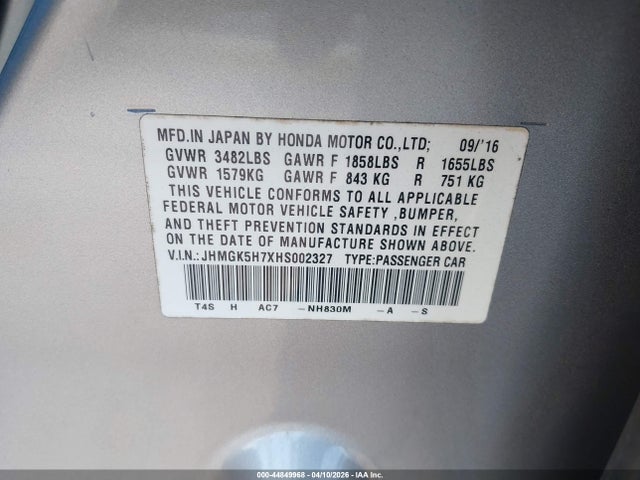 MFD.IN JAPAN BY HONDA MOTOR CO.,LTD; 09/'16
GVWR 3482LBS GAWR F 1858LBS R 1655LBS
GVWR 1579KG GAWR F 843 KG R 751 KG
THIS VEHICLE CONFORMS TO ALL APPLICABLE
FEDERAL MOTOR VEHICLE SAFETY ,BUMPER,
AND THEFT PREVENTION STANDARDS IN EFFECT
ON THE DATE OF MANUFACTURE SHOWN ABOVE.
V.I.N.: JHMGK5H7XHS002327 TYPE:PASSENGER CAR
T4S H AC7 -NH830M -A -S
000-44849968 - 04/10/2026 - IAA Inc.